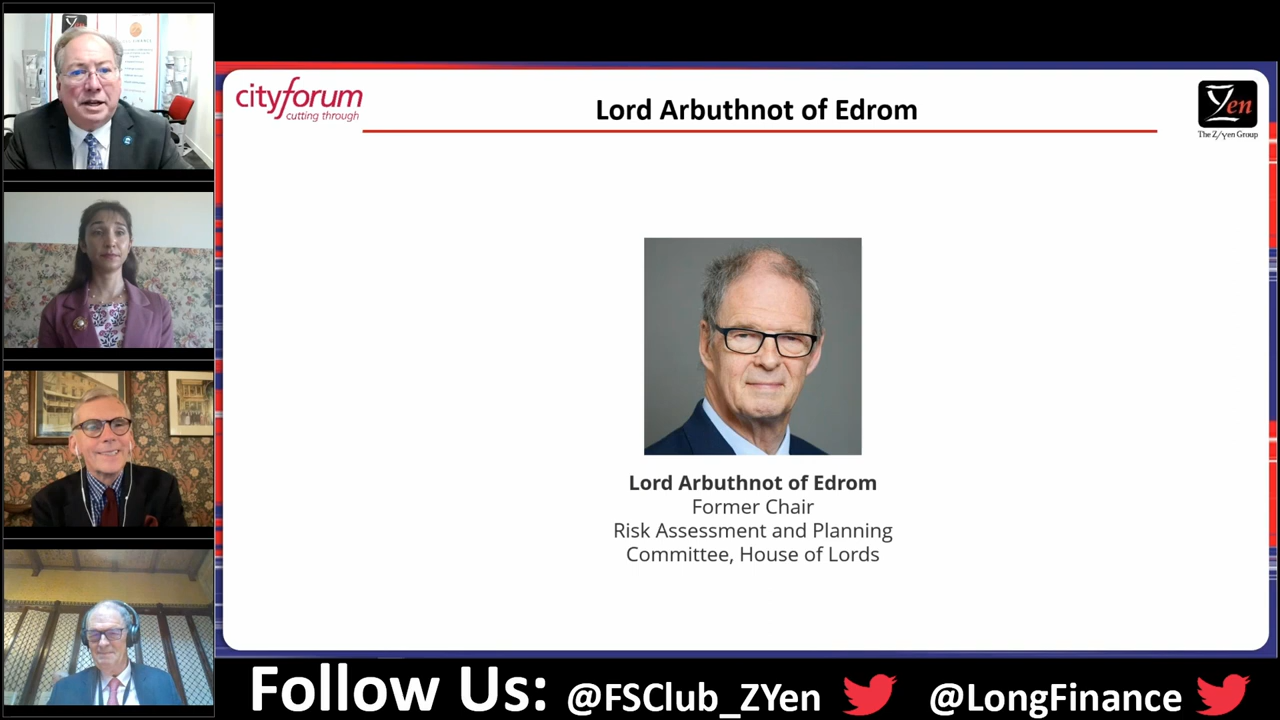 cityforum
cutting through
Lord Arbuthnot of Edrom
Zen
The Z/yen Group
Lord Arbuthnot of Edrom
Former Chair
Risk Assessment and Planning
Committee, House of Lords
Follow Us: @FSClub_ZYen @LongFinance